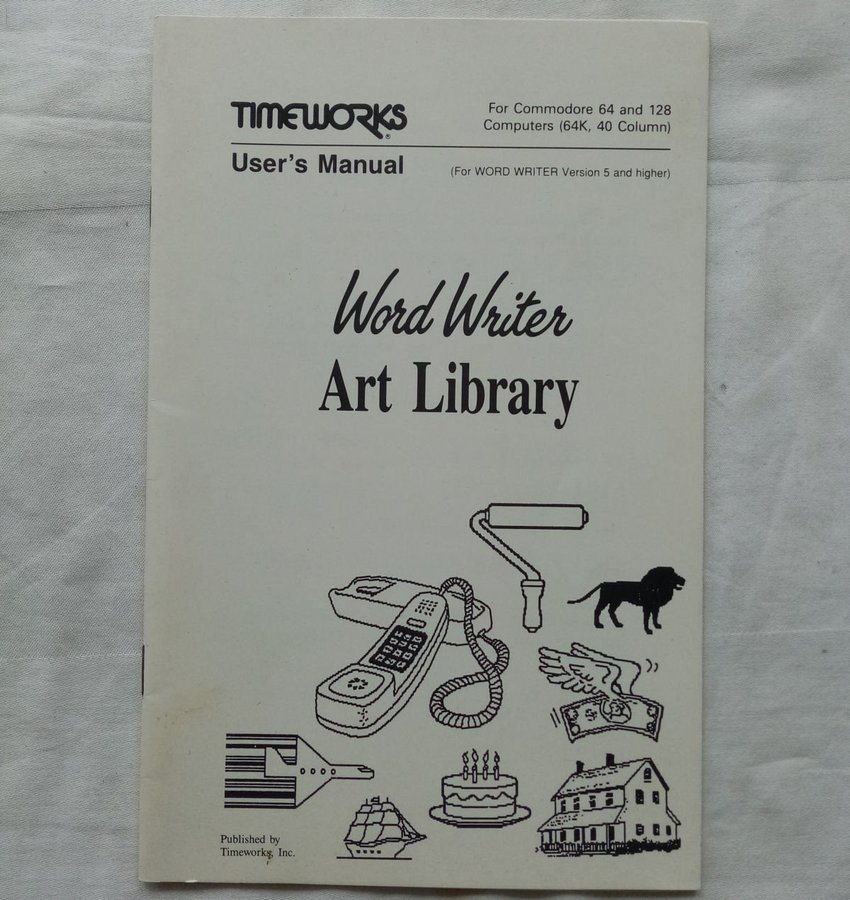 TIMEWORKS®
For Commodore 64 and 128
Computers (64K, 40 Column)
User's Manual
(For WORD WRITER Version 5 and higher)
Word Writer
Art Library
Published by
Timeworks, Inc.